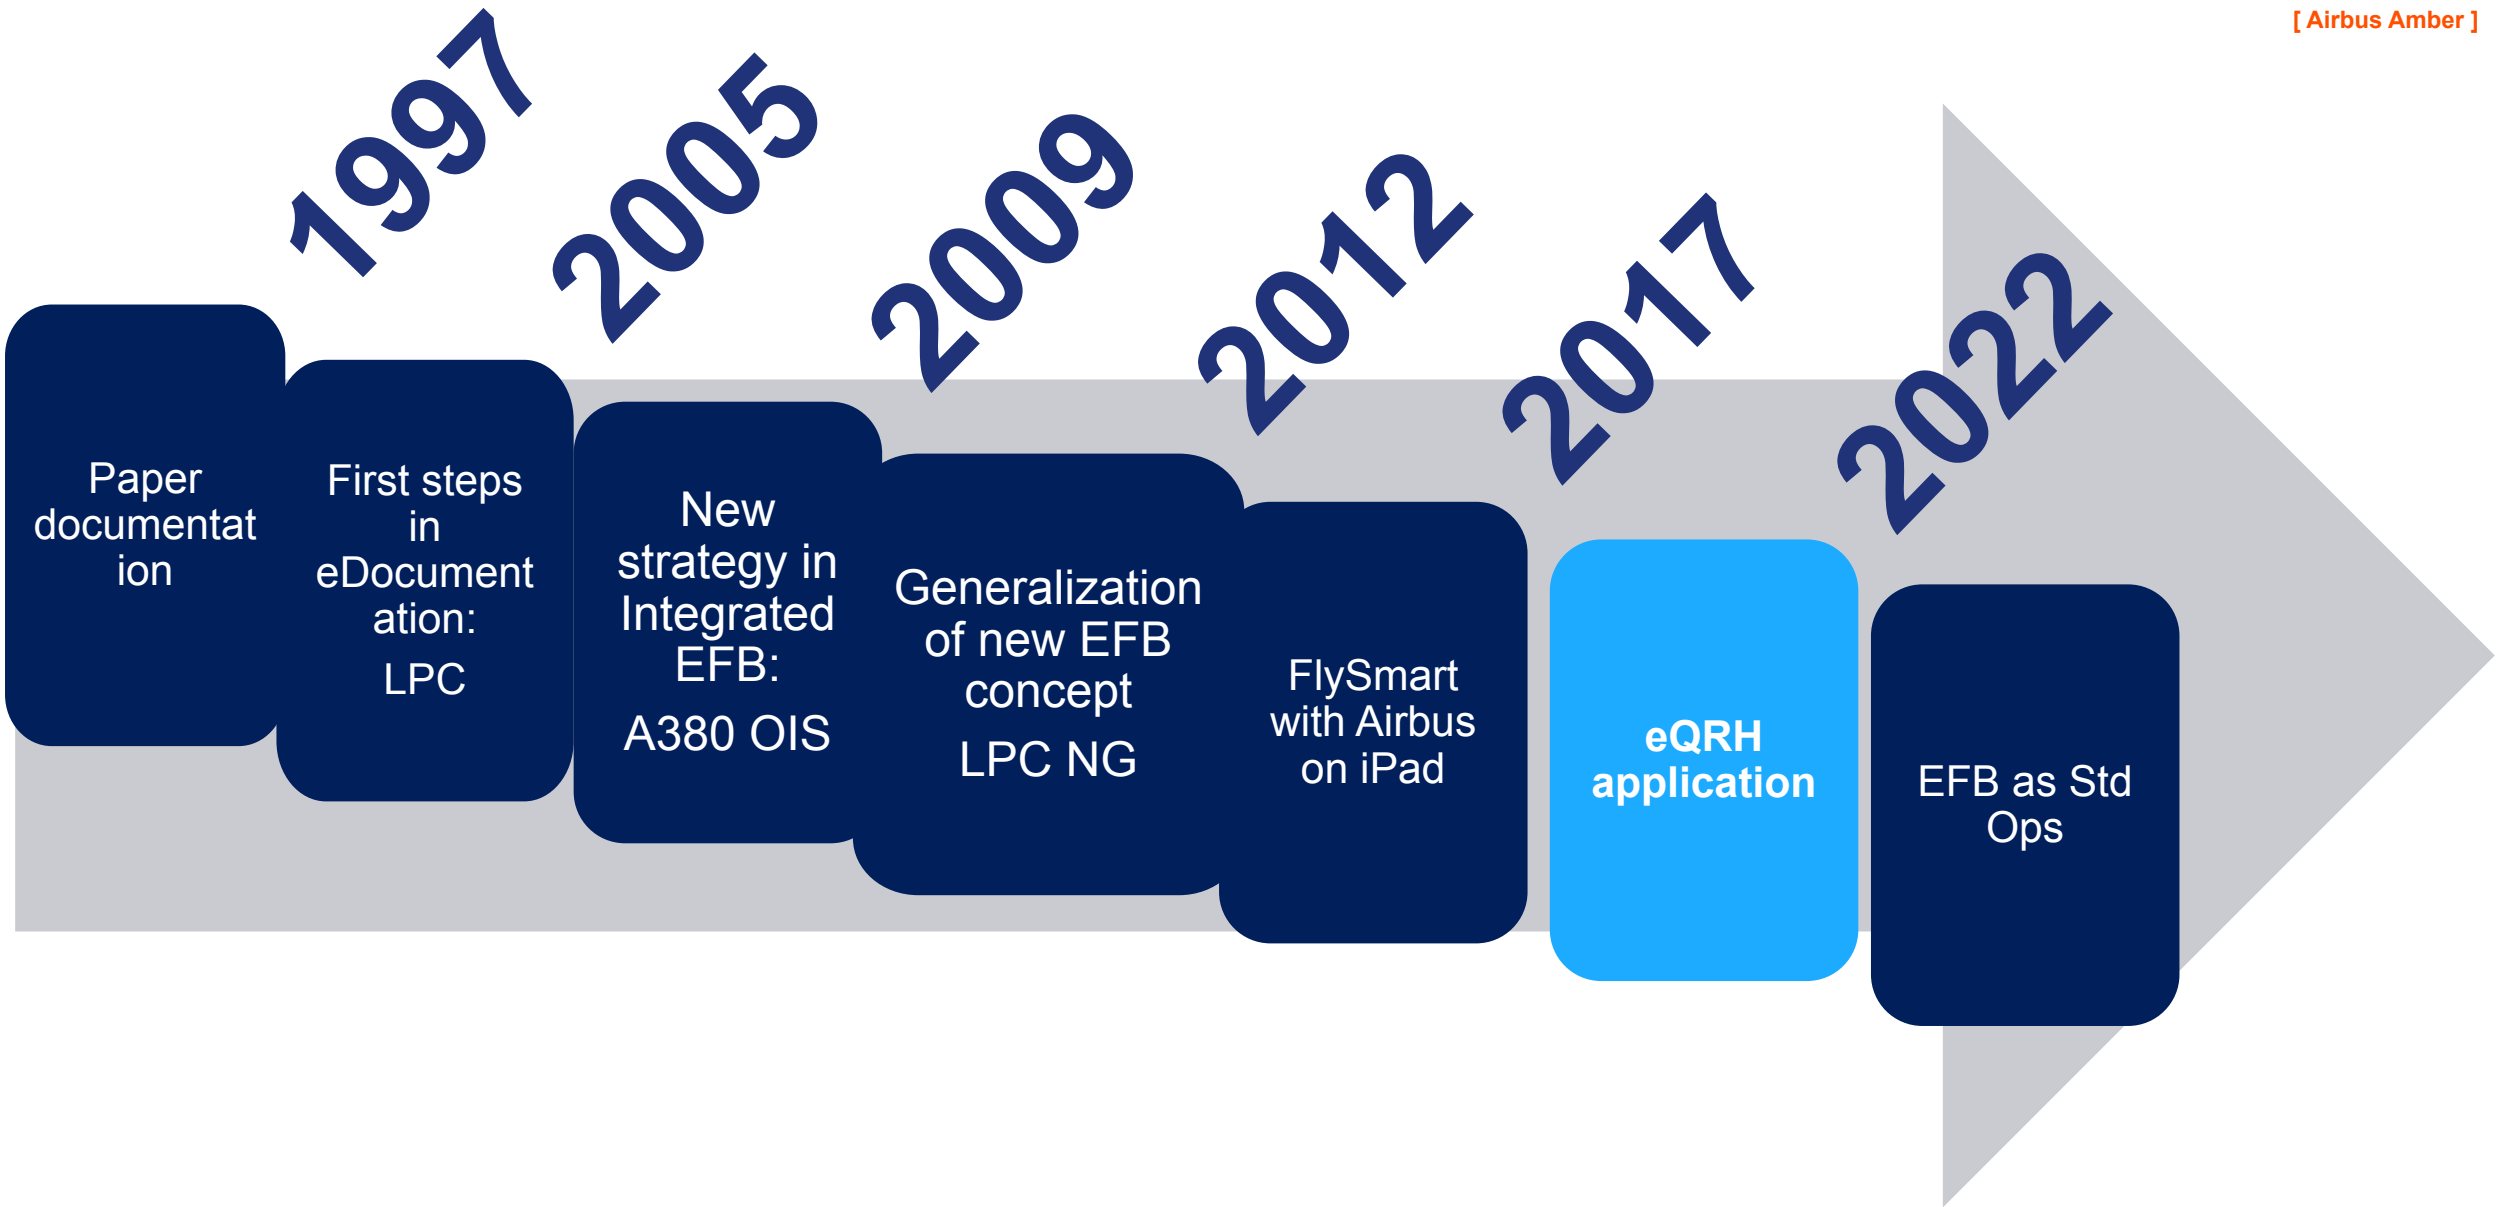 [ Airbus Amber ]
1997
2005
2009
2012
2017
2022
Paper
documentat
ion
First steps
in
eDocument
ation:
LPC
New
strategy in
Integrated
EFB:
A380 OIS
Generalization
of new EFB
concept
LPC NG
FlySmart
with Airbus
on iPad
eQRH
application
EFB as Std
Ops